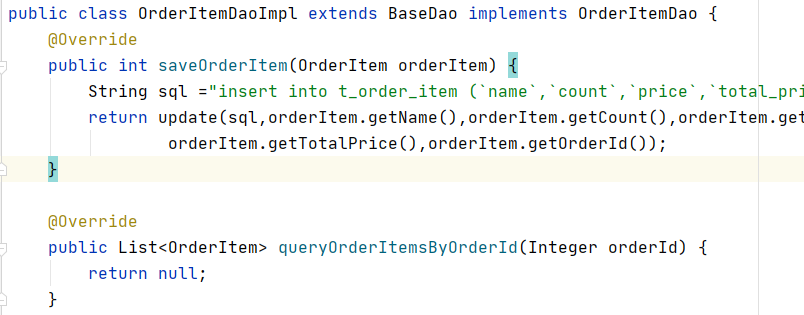 public class OrderItemDaoImpl extends BaseDao implements OrderItemDao {
@Override
public int saveOrderItem(OrderItem orderItem) {
String sql ="insert into t_order_item (`name`,`count`,`price`,`total_pri
return update(sql,orderItem.getName(),orderItem.getCount(),orderItem.get
orderItem.getTotalPrice(),orderItem.getOrderId());
}
@Override
public List<OrderItem> queryOrderItemsByOrderId(Integer orderId) {
return null;
}